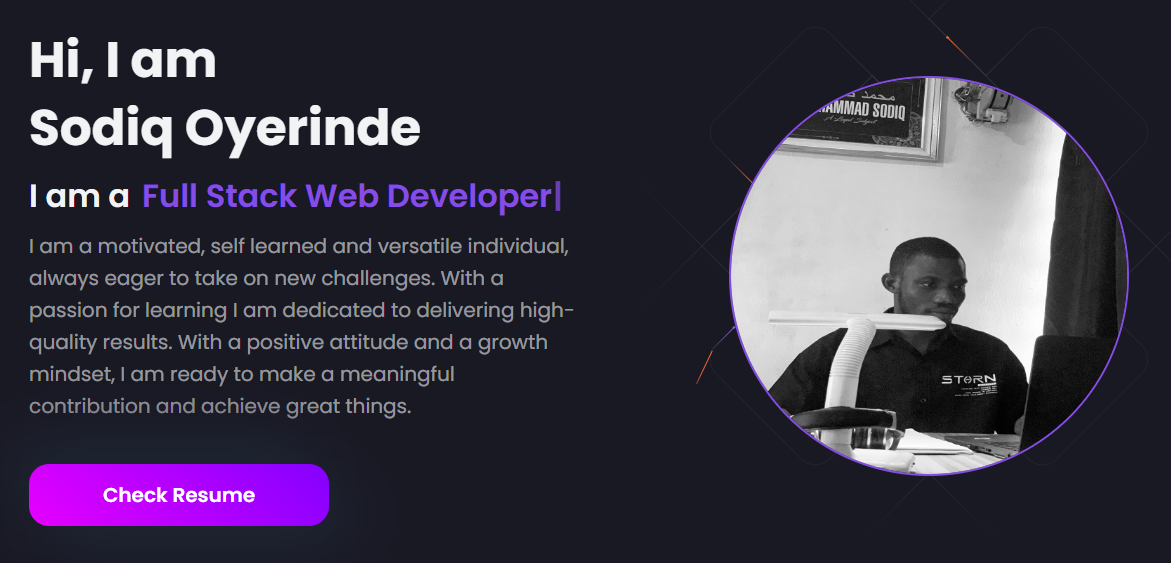 Hi, I am
Sodiq Oyerinde
I am a Full Stack Web Developer|
I am a motivated, self learned and versatile individual,
always eager to take on new challenges. With a
passion for learning I am dedicated to delivering high-
quality results. With a positive attitude and a growth
mindset, I am ready to make a meaningful
contribution and achieve great things.
Check Resume
SODIQ